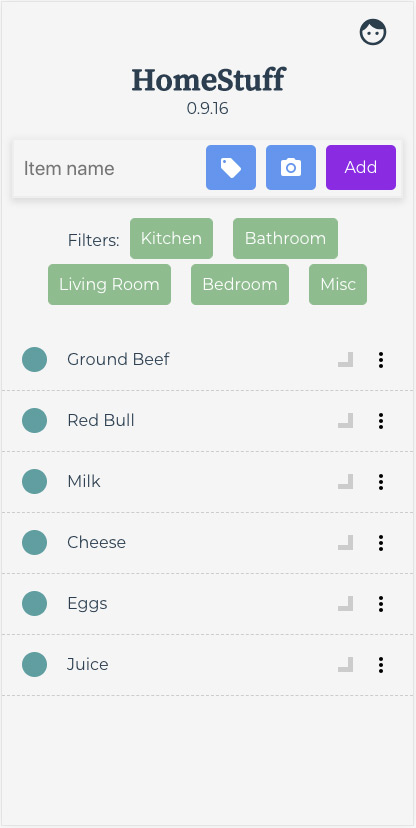 HomeStuff
0.9.16
Item name
Add
Filters: Kitchen Bathroom
Living Room Bedroom Misc
Ground Beef
Red Bull
Milk
Cheese
Eggs
Juice